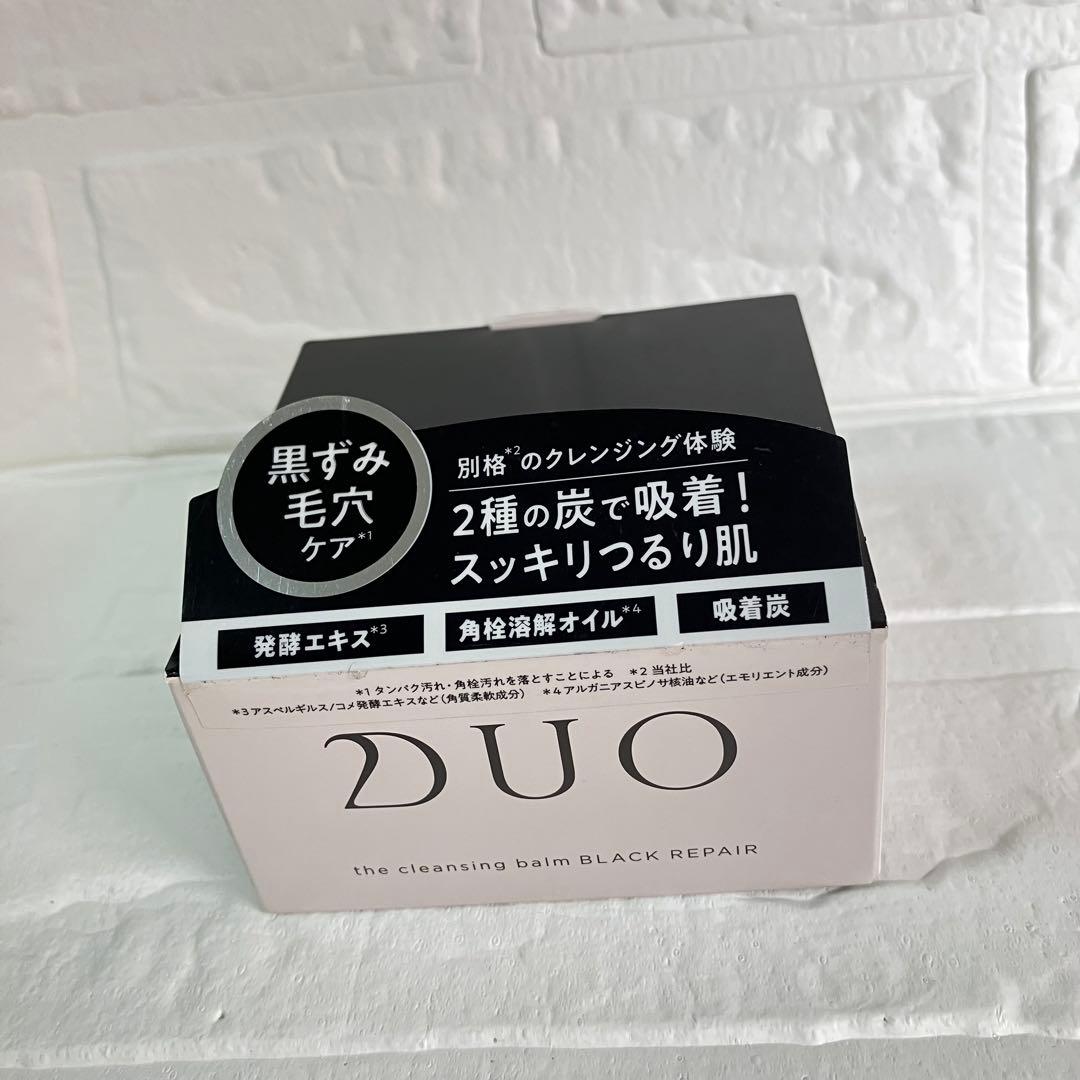 黒ずみ
毛穴
ケア*1
別格*2のクレンジング体験
2種の炭で吸着!
スッキリつるり肌
発酵エキス*3
角栓溶解オイル*4
吸着炭
*1 タンパク汚れ・角栓汚れを落とすことによる *2 当社比
*3アスペルギルス/コメ発酵エキスなど(角質柔軟成分) *4アルガニアスピノサ核油など(エモリエント成分)
DUO
the cleansing balm BLACK REPAIR